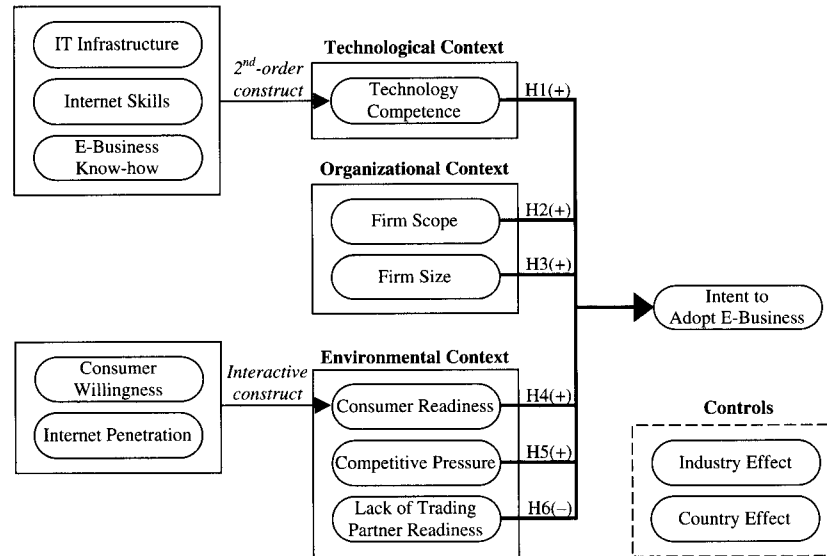 IT Infrastructure
Internet Skills
E-Business
Know-how
2nd-order
construct
Technological Context
Technology
Competence
H1(+)
Organizational Context
Firm Scope
H2(+)
Firm Size
H3(+)
Intent to
Adopt E-Business
Consumer
Willingness
Internet Penetration
Interactive
construct
Environmental Context
Consumer Readiness
H4(+)
Competitive Pressure
H5(+)
Lack of Trading
Partner Readiness
H6(–)
Controls
Industry Effect
Country Effect